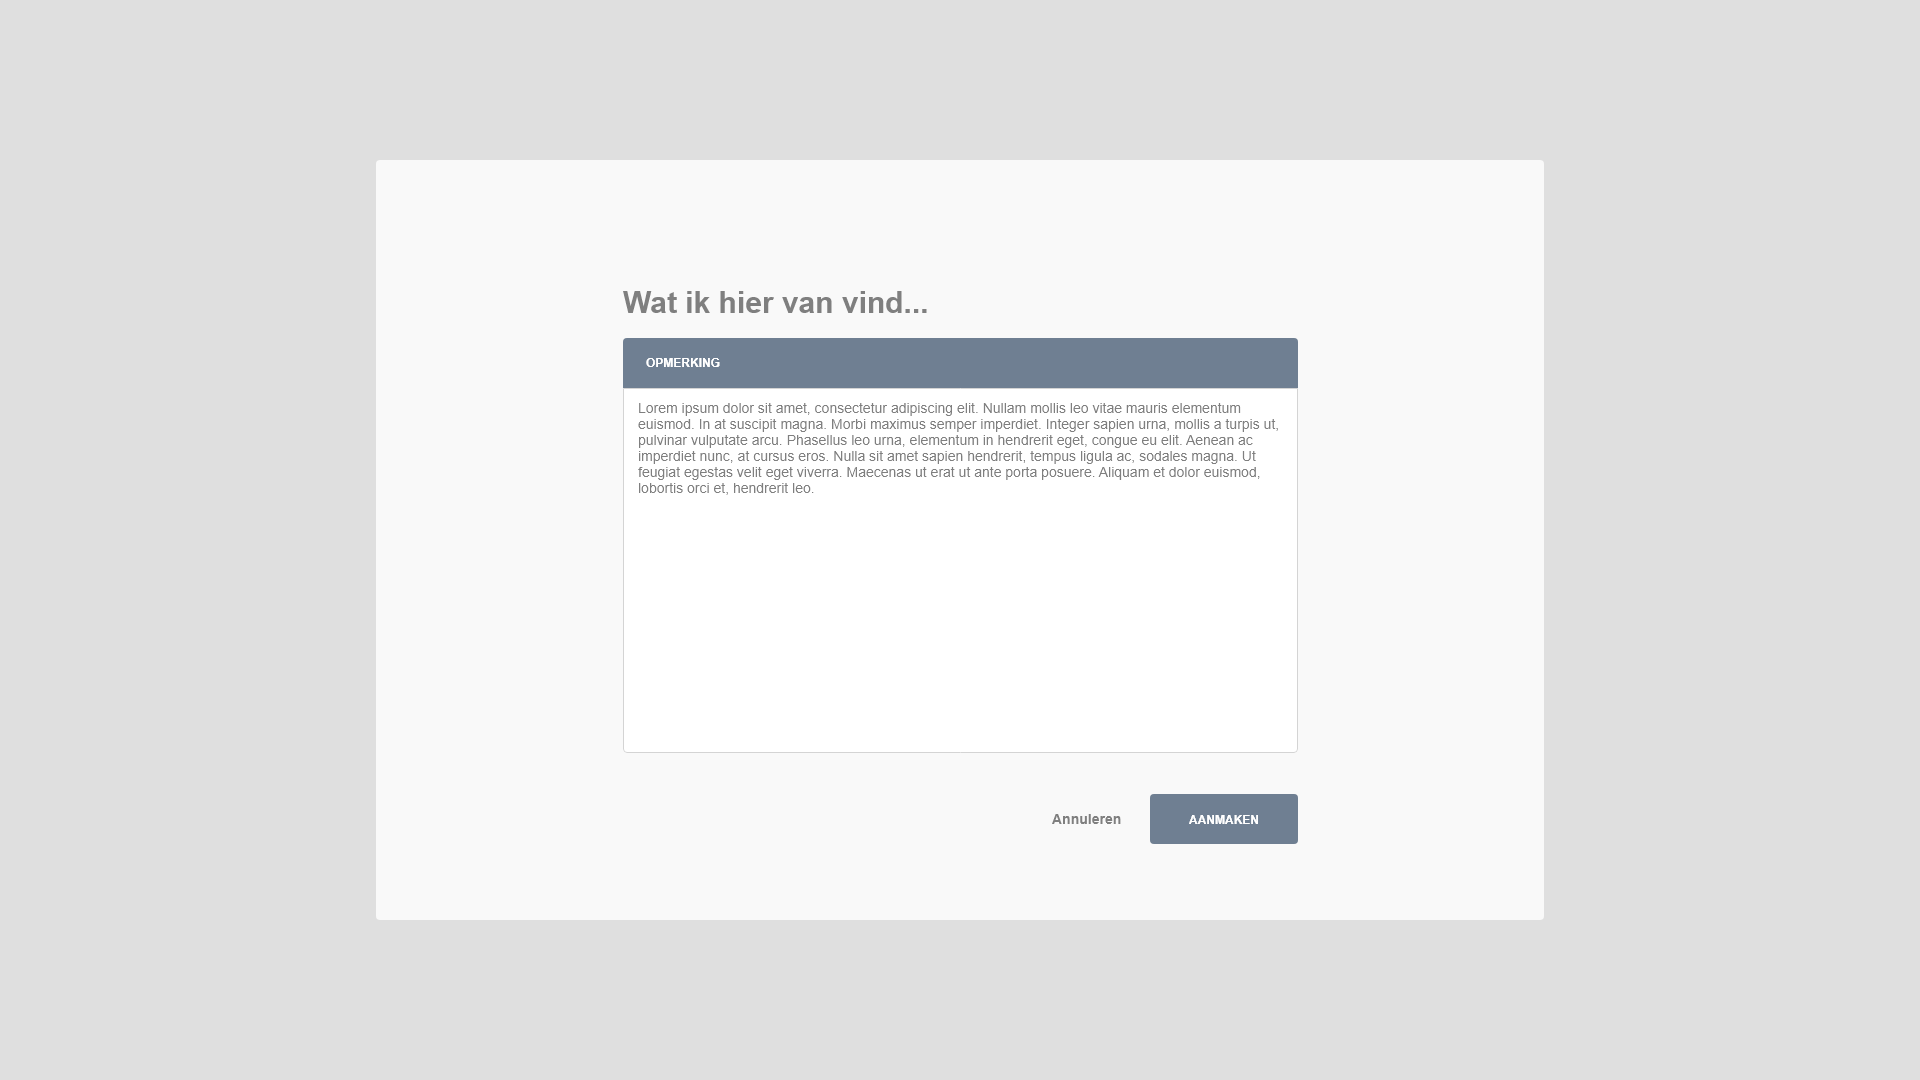 Wat ik hier van vind...
OPMERKING
Lorem ipsum dolor sit amet, consectetur adipiscing elit. Nullam mollis leo vitae mauris elementum
euismod. In at suscipit magna. Morbi maximus semper imperdiet. Integer sapien urna, mollis a turpis ut,
pulvinar vulputate arcu. Phasellus leo urna, elementum in hendrerit eget, congue eu elit. Aenean ac
imperdiet nunc, at cursus eros. Nulla sit amet sapien hendrerit, tempus ligula ac, sodales magna. Ut
feugiat egestas velit eget viverra. Maecenas ut erat ut ante porta posuere. Aliquam et dolor euismod,
lobortis orci et, hendrerit leo.
Annuleren
AANMAKEN